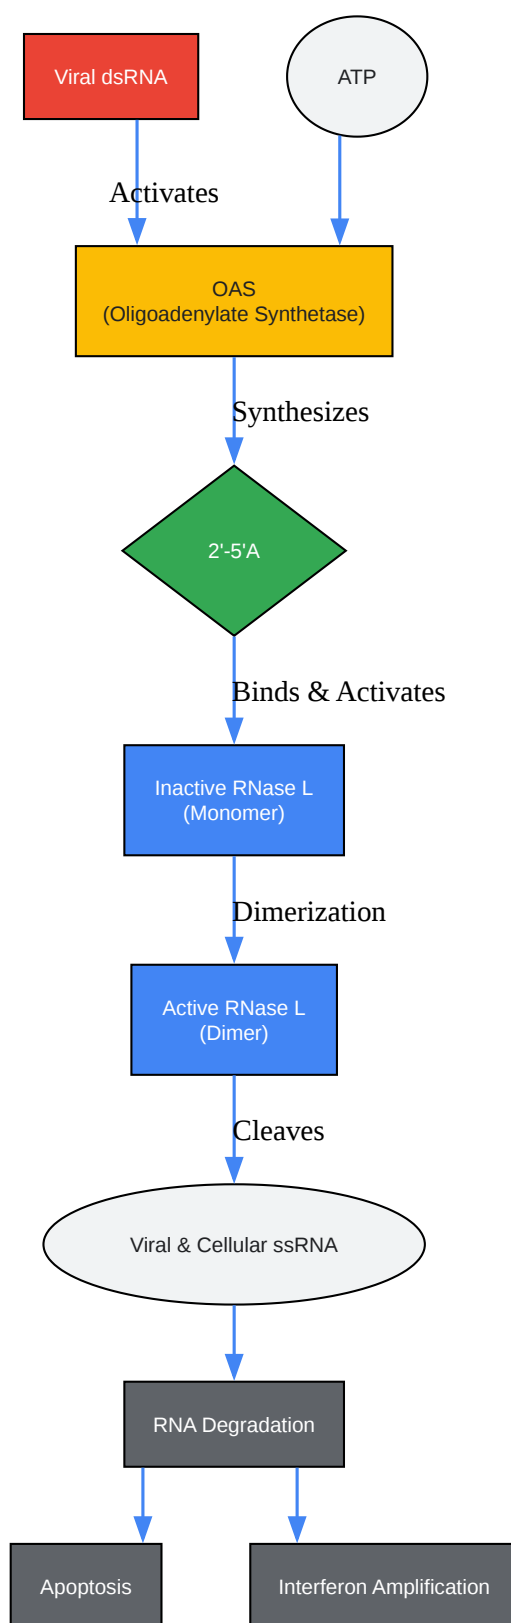 Viral dsRNA
ATP
Activates
OAS
(Oligoadenylate Synthetase)
Synthesizes
2'-5'A
Binds & Activates
Inactive RNase L
(Monomer)
Dimerization
Active RNase L
(Dimer)
Cleaves
Viral & Cellular ssRNA
RNA Degradation
Apoptosis
Interferon Amplification